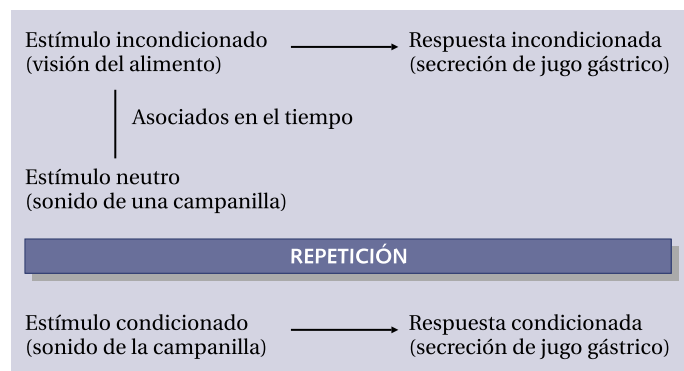 Estímulo incondicionado
(visión del alimento)
Respuesta incondicionada
(secreción de jugo gástrico)
Asociados en el tiempo
Estímulo neutro
(sonido de una campanilla)
REPETICIÓN
Estímulo condicionado
(sonido de la campanilla)
Respuesta condicionada
(secreción de jugo gástrico)